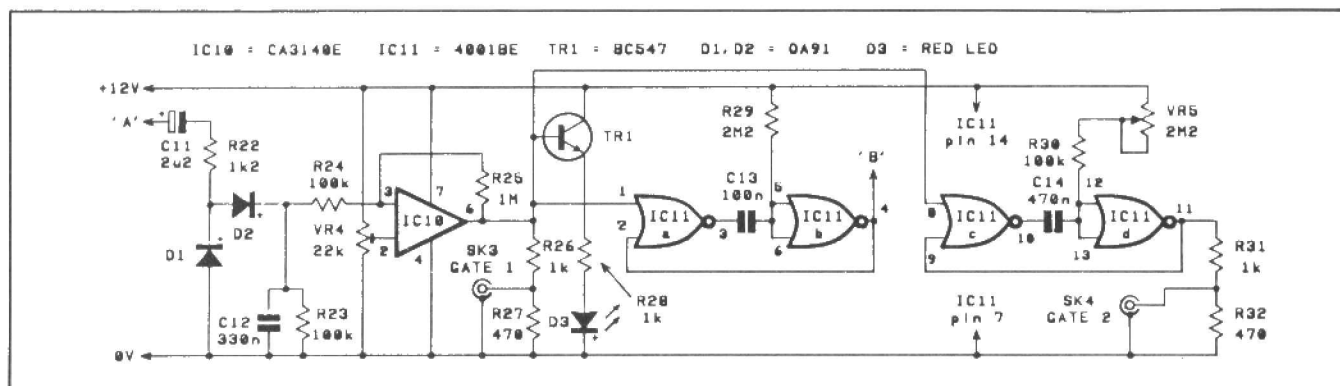 IC10 = CA3140E IC11 = 4001BE TR1 = BC547 D1,D2 = OA91 D3 = RED LED
+12V
'A'
C11
2u2
R22
1k2
D1
D2
C12
330n
R23
100k
R24
100k
VR4
22k
3
2
IC10
7
4
6
R25
1M
SK3
GATE 1
R26
1k
R27
470
TR1
D3
R28
1k
1
2
IC11
a
3
C13
100n
R29
2M2
5
6
IC11
b
4
'B'
IC11
pin 14
8
9
IC11
c
10
C14
470n
R30
100k
VR5
2M2
12
13
IC11
d
11
R31
1k
IC11
pin 7
SK4
GATE 2
R32
470
0V